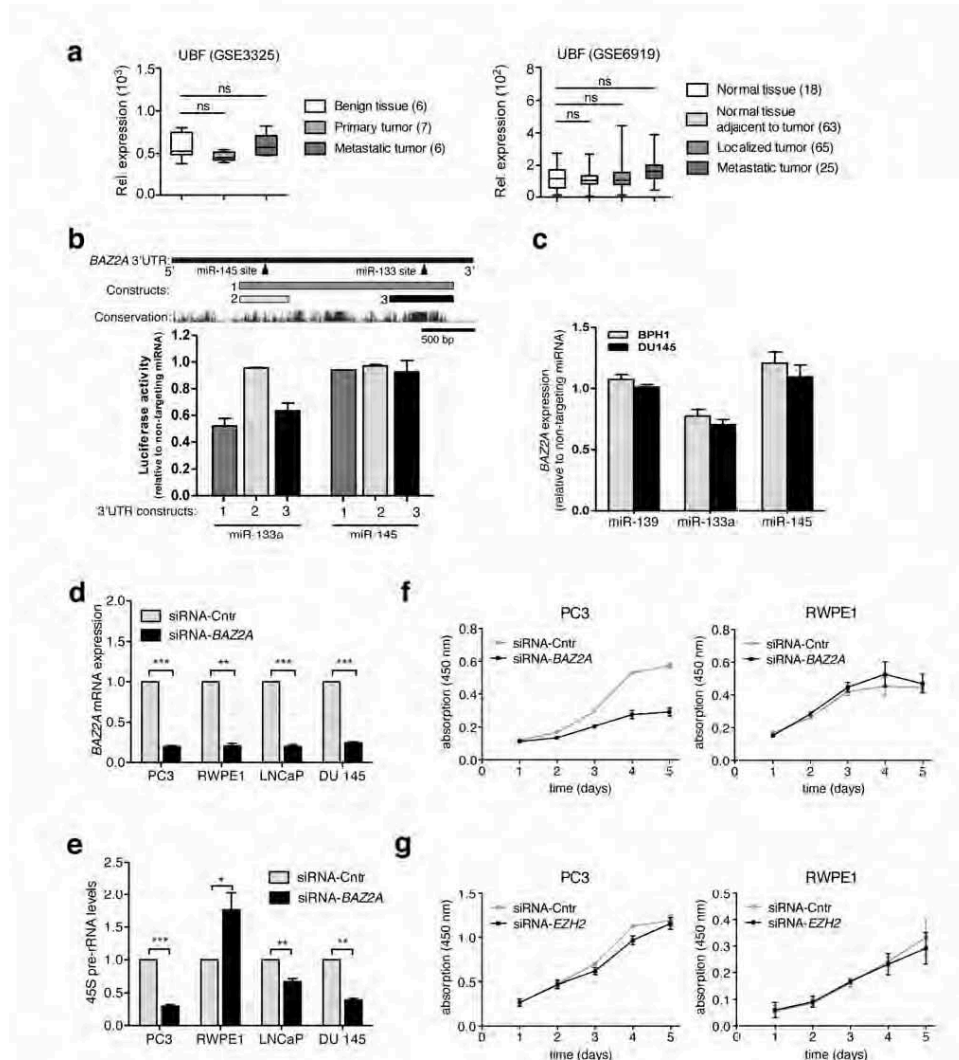 a
UBF (GSE3325)
Rel. expression (10³)
1.5
1.0
0.5
0.0
ns
ns
Benign tissue (6)
Primary tumor (7)
Metastatic tumor (6)
UBF (GSE6919)
Rel. expression (10²)
8
7
6
5
4
2
1
0
ns
ns
ns
Normal tissue (18)
Normal tissue
adjacent to tumor (63)
Localized tumor (65)
Metastatic tumor (25)
b
BAZ2A 3'UTR:
5'
miR-145 site
miR-133 site
3'
Constructs:
1
2
3
Conservation
500 bp
Luciferase activity
(relative to non-targeting miRNA)
1.2
1.0
0.8
0.6
0.4
0.2
0.0
3'UTR constructs:
1 2 3 1 2 3
miR-133a miR-145
c
BAZ2A expression
(relative to non-targeting miRNA)
1.5
1.0
0.5
1.0
BPH1
DU145
miR-139 miR-133a miR-145
d
BAZ2A mRNA expression
2.0
1.5
1.0
0.5
0.0
siRNA-Cntr
siRNA-BAZ2A
*** ** *** ***
PC3 RWPE1 LNCaP DU 145
e
45S pre-rRNA levels
2.5
2.0
1.5
1.0
0.5
0.0
siRNA-Cntr
siRNA-BAZ2A
*** * ** **
PC3 RWPE1 LNCaP DU 145
f
PC3
absorption (450 nm)
0.8
0.6
0.4
0.2
0.0
siRNA-Cntr
siRNA-BAZ2A
0 1 2 3 4 5
time (days)
RWPE1
absorption (450 nm)
0.8
0.6
0.4
0.2
0.0
siRNA-Cntr
siRNA-BAZ2A
0 1 2 3 4 5
time (days)
g
PC3
absorption (450 nm)
1.5
1.0
0.5
0.0
siRNA-Cntr
siRNA-EZH2
0 1 2 3 4 5
time (days)
RWPE1
absorption (450 nm)
0.5
0.4
0.3
0.2
0.1
0.0
siRNA-Cntr
siRNA-EZH2
0 1 2 3 4 5
time (days)